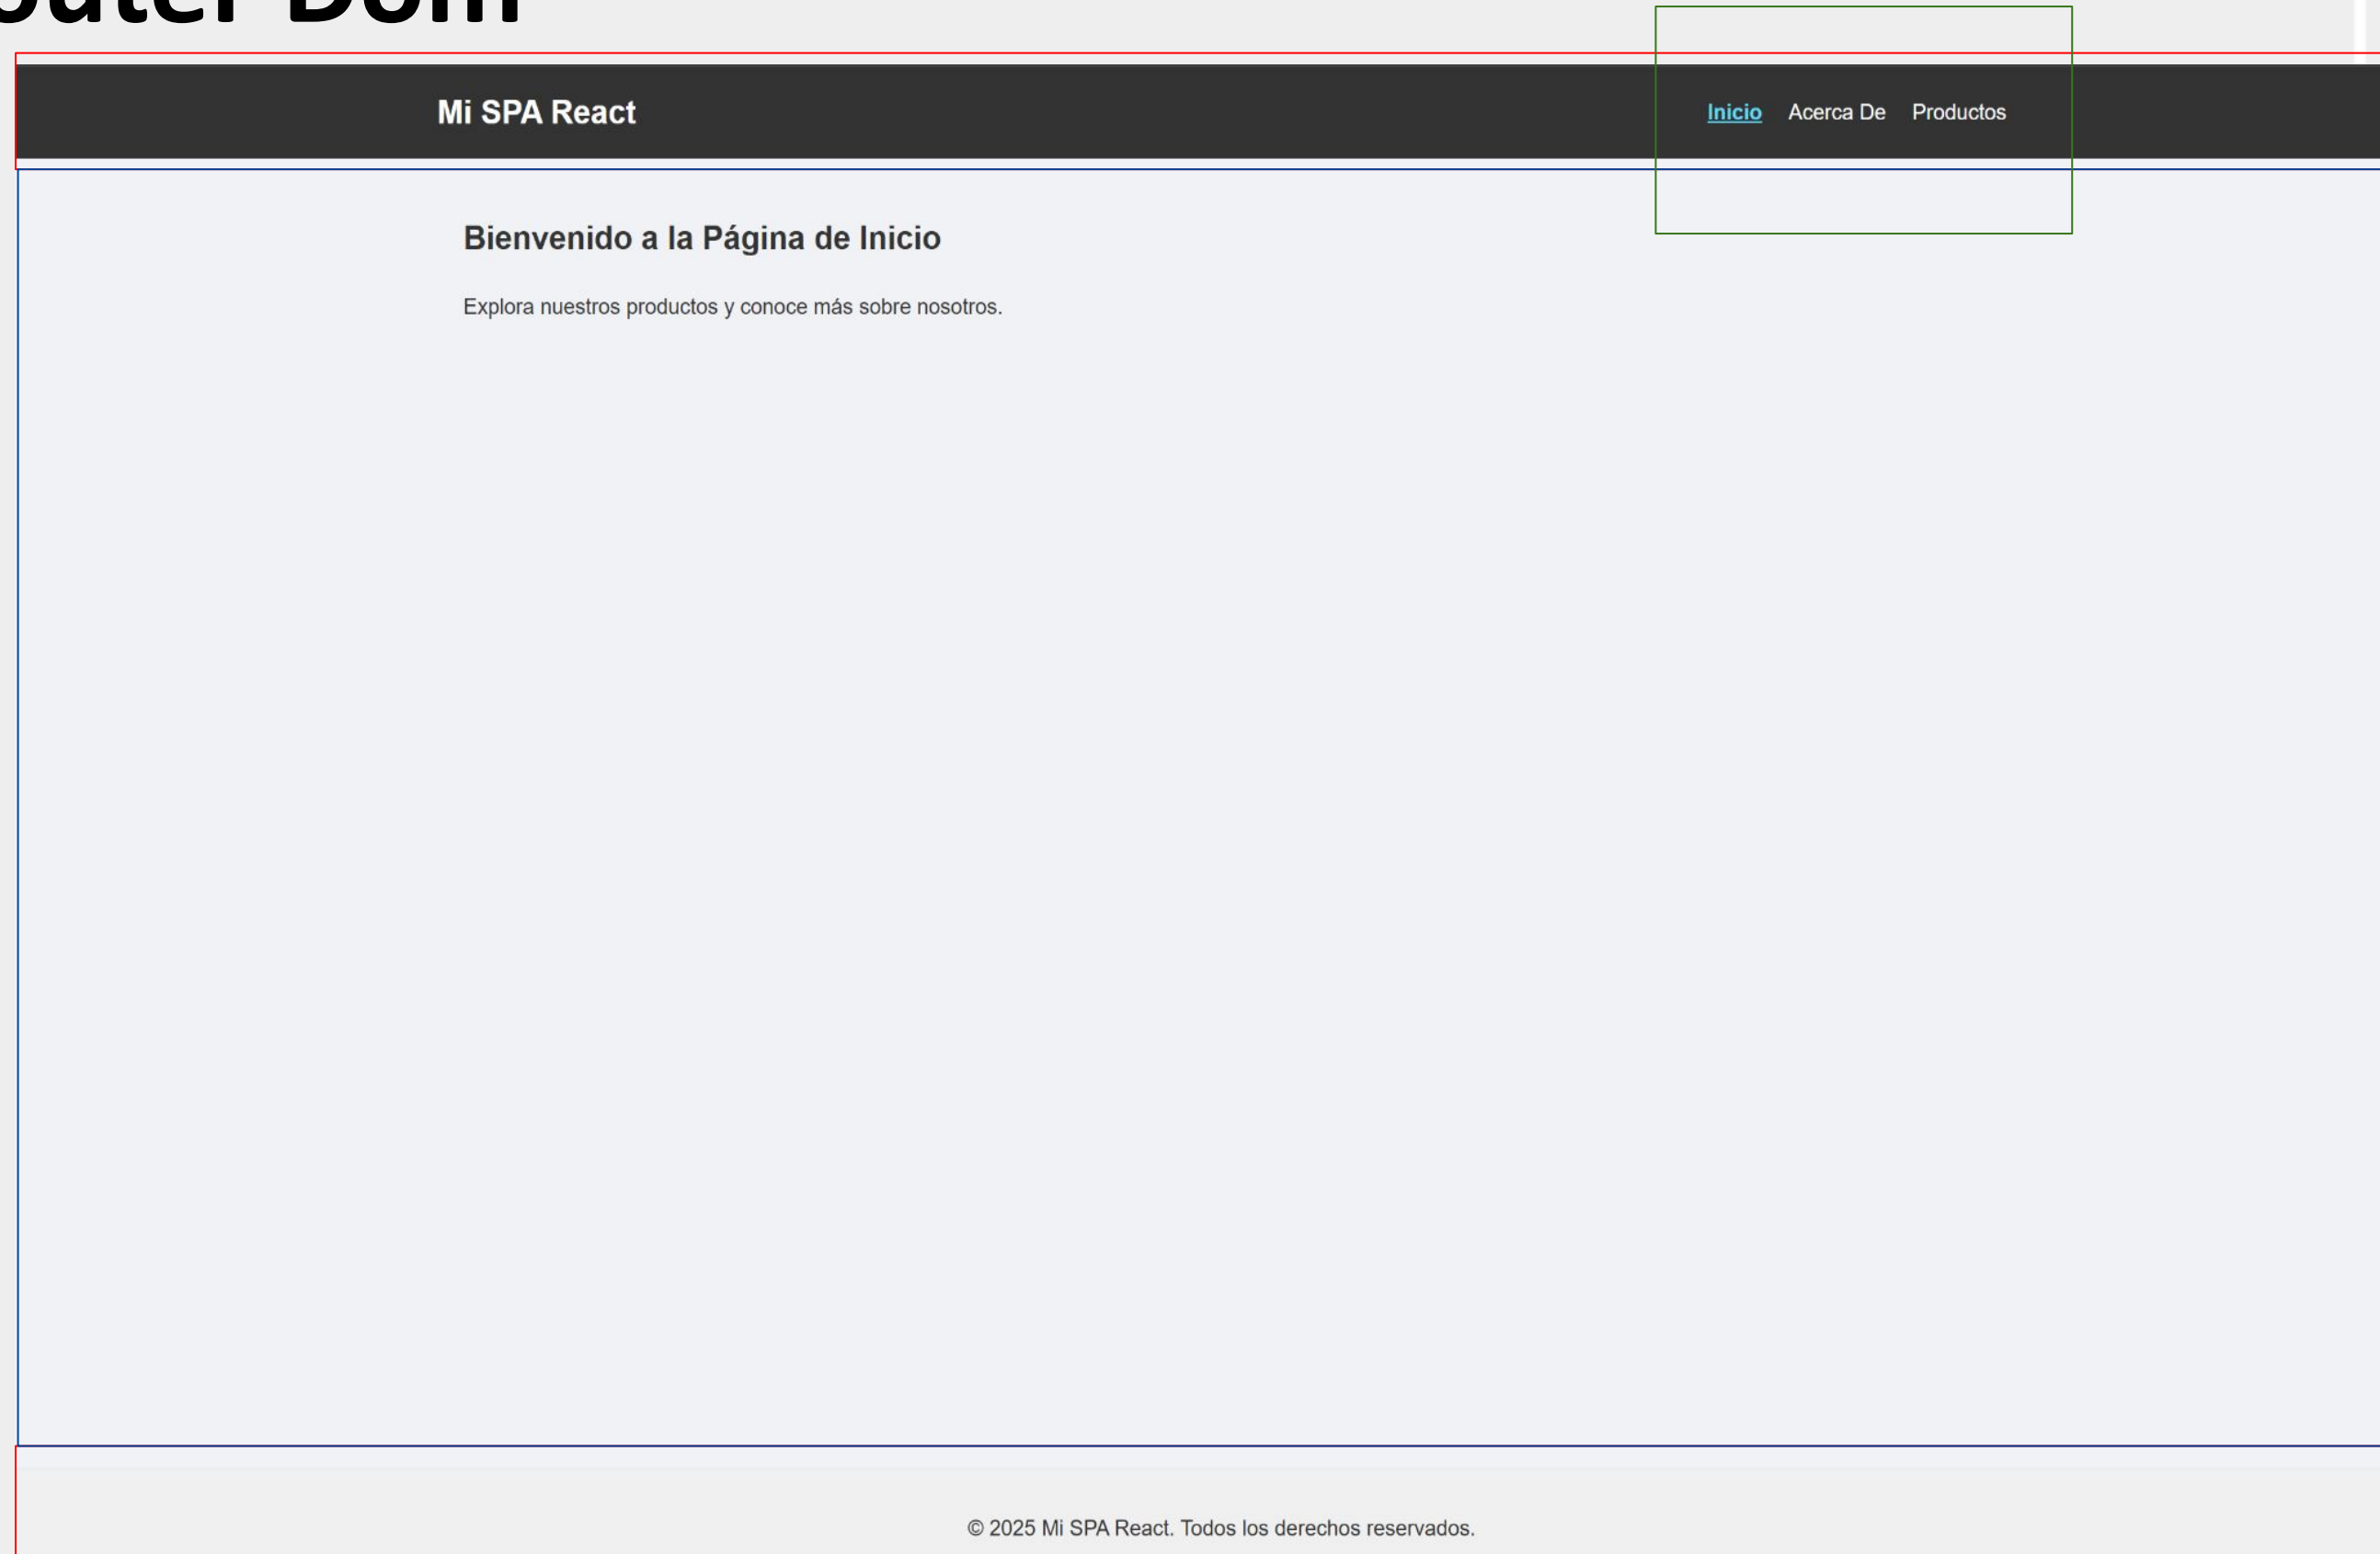 Dom
Mi SPA React
Inicio Acerca De Productos
Bienvenido a la Página de Inicio
Explora nuestros productos y conoce más sobre nosotros.
© 2025 Mi SPA React. Todos los derechos reservados.